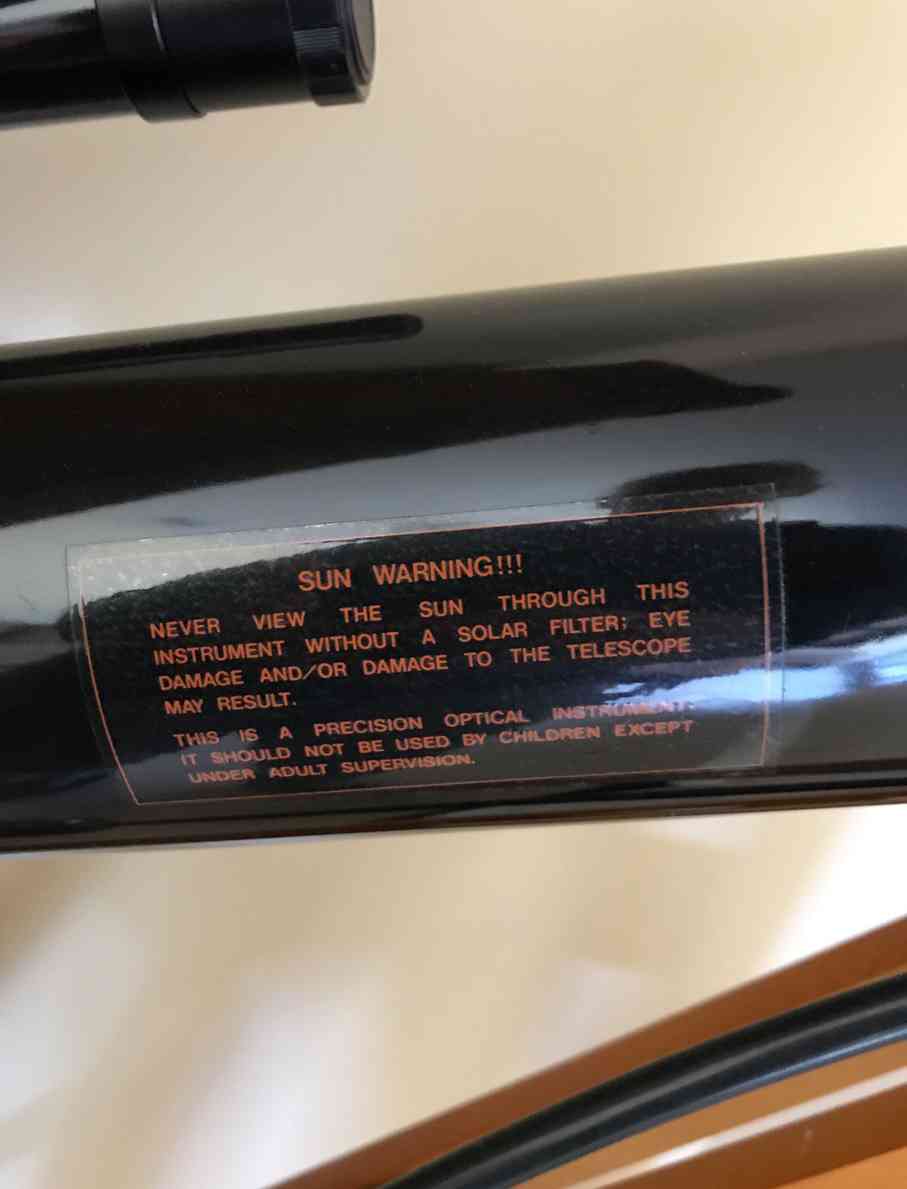 SUN WARNING!!!
NEVER VIEW THE SUN THROUGH THIS
INSTRUMENT WITHOUT A SOLAR FILTER; EYE
DAMAGE AND/OR DAMAGE TO THE TELESCOPE
MAY RESULT.
THIS IS A PRECISION OPTICAL INSTRUMENT;
IT SHOULD NOT BE USED BY CHILDREN EXCEPT
UNDER ADULT SUPERVISION.